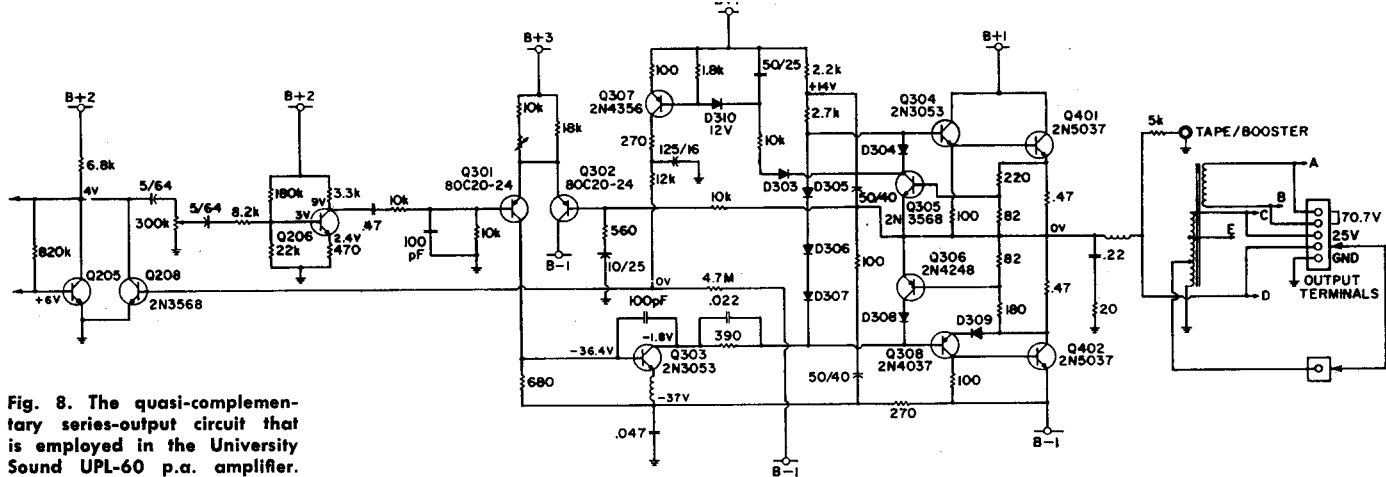 B+1
B+3
B+1
B+2
B+2
100
1.8k
50/25
2.2k
+14V
Q307
2N4356
D310
12V
2.7k
Q304
2N3053
Q401
2N5037
5k
TAPE/BOOSTER
10k
18k
270
125/16
10k
D304
6.8k
4V
5/64
300k
5/64
8.2k
180k
9V
3.3k
3V
2.4V
Q206
22k
470
.47
10k
100
pF
10k
Q301
80C20-24
Q302
80C20-24
12k
D303
D305
50/40
Q305
2N3568
100
220
82
.47
0V
A
B
C
E
D
70.7V
25V
GND
OUTPUT
TERMINALS
B-1
560
10/25
10k
D306
100
Q306
2N4248
82
.22
20
820k
Q205
Q208
2N3568
+6V
0V
4.7M
D307
D308
D309
180
.47
100pF
.022
390
-1.8V
-36.4V
Q303
2N3053
Q308
2N4037
Q402
2N5037
680
-37V
50/40
100
270
.047
B-1
B-1
Fig. 8. The quasi-complemen-
tary series-output circuit that
is employed in the University
Sound UPL-60 p.a. amplifier.